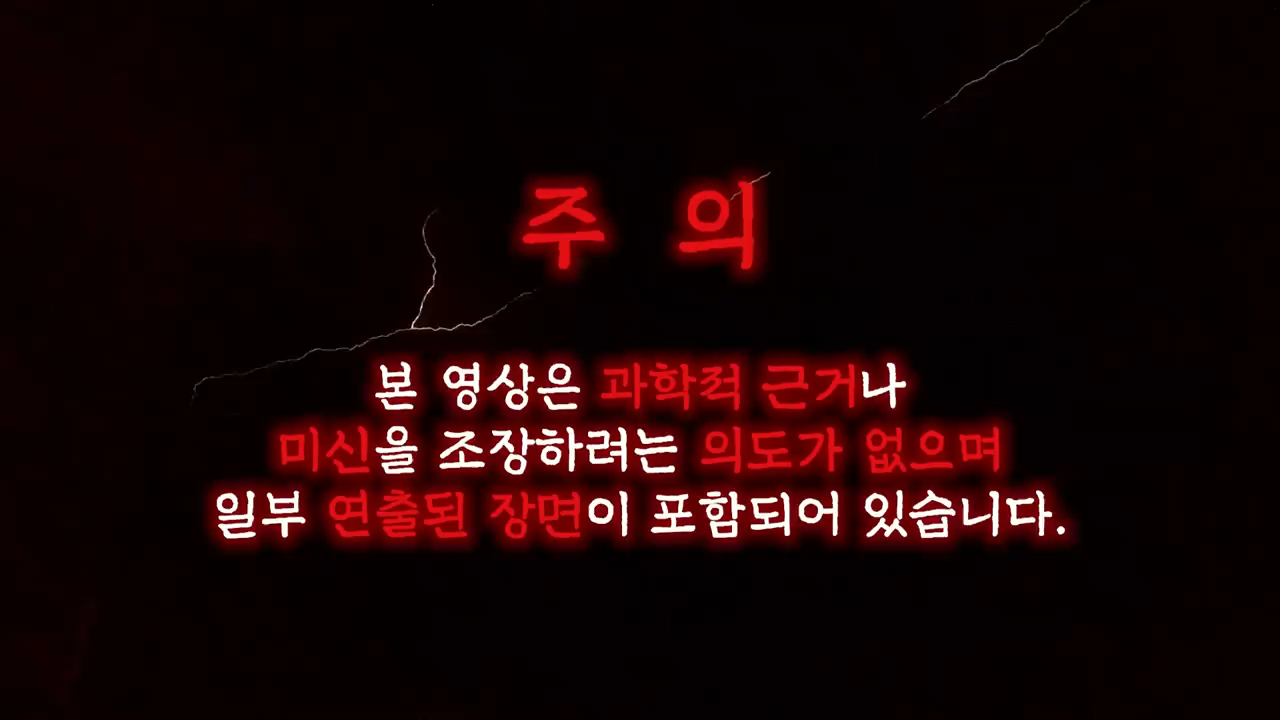 주 의
본 영상은 과학적 근거나
미신을 조장하려는 의도가 없으며
일부 연출된 장면이 포함되어 있습니다.